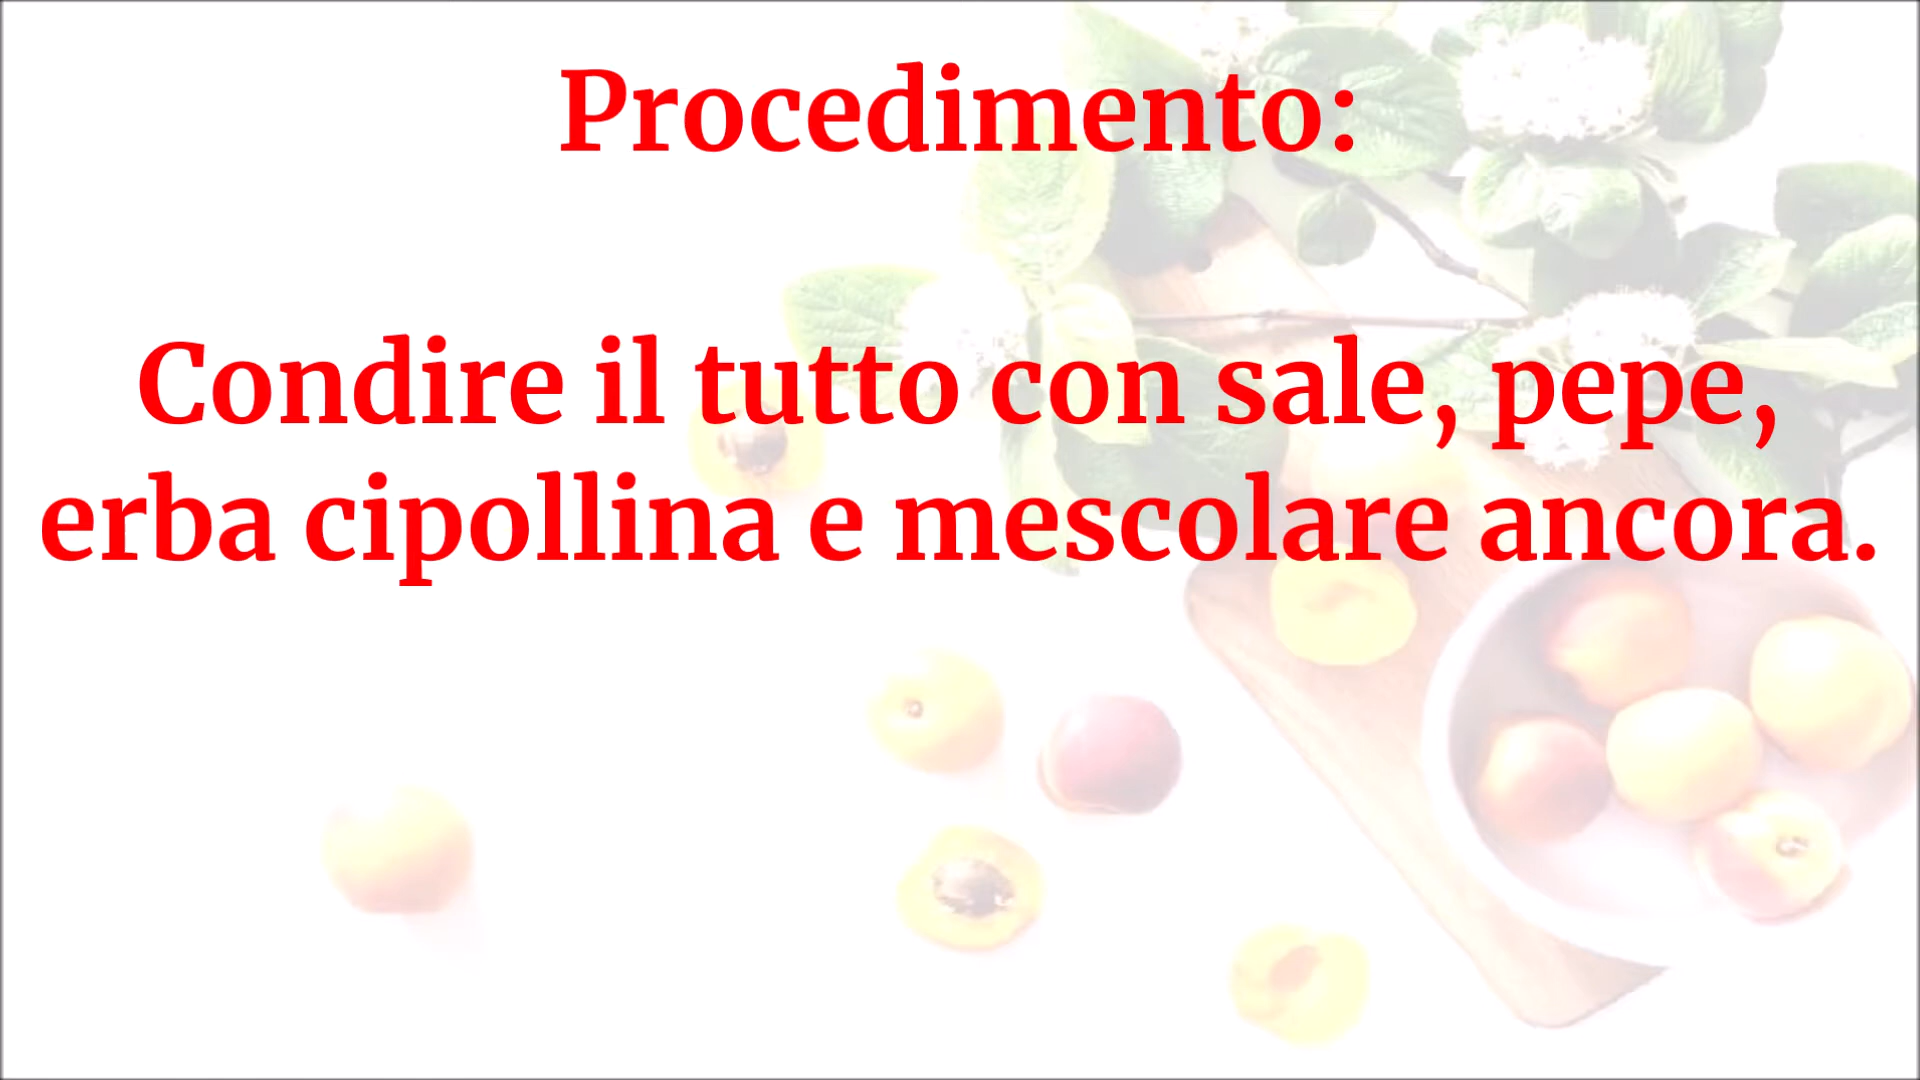 Procedimento:
Condire il tutto con sale, pepe,
erba cipollina e mescolare ancora.